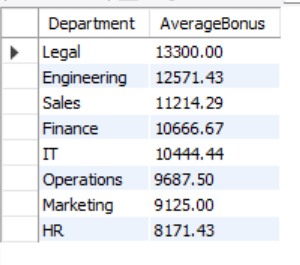 Department AverageBonus
Legal 13300.00
Engineering 12571.43
Sales 11214.29
Finance 10666.67
IT 10444.44
Operations 9687.50
Marketing 9125.00
HR 8171.43